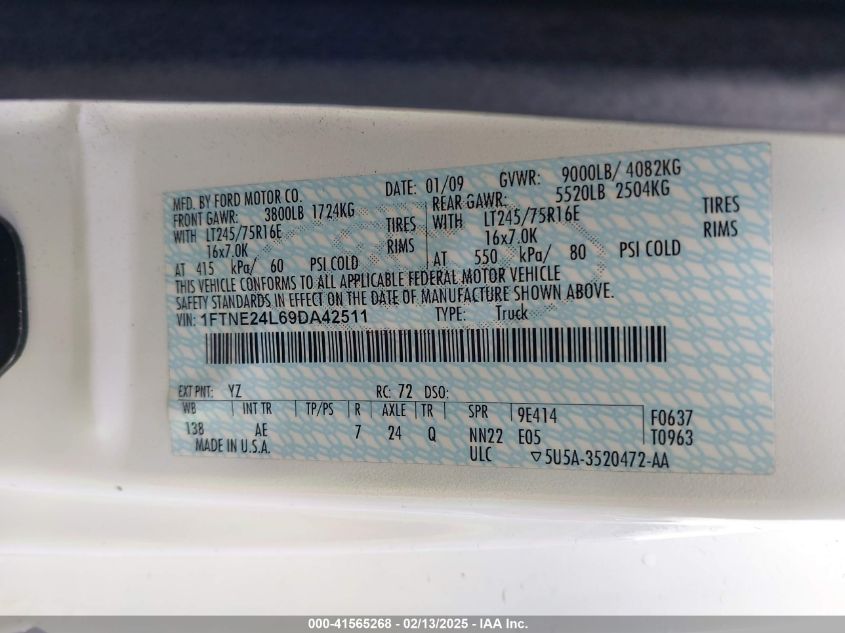 MFD. BY FORD MOTOR CO. DATE: 01/09 GVWR: 9000LB/ 4082KG
FRONT GAWR: 3800LB 1724KG REAR GAWR: 5520LB 2504KG
WITH LT245/75R16E TIRES WITH LT245/75R16E TIRES
16x7.0K RIMS 16x7.0K RIMS
AT 415 kPa/ 60 PSI COLD AT 550 kPa/ 80 PSI COLD
THIS VEHICLE CONFORMS TO ALL APPLICABLE FEDERAL MOTOR VEHICLE
SAFETY STANDARDS IN EFFECT ON THE DATE OF MANUFACTURE SHOWN ABOVE.
VIN: 1FTNE24L69DA42511 TYPE: Truck
EXT PNT: YZ RC: 72 DSO:
WB INT TR TP/PS R AXLE TR SPR 9E414 F0637
138 AE 7 24 Q NN22 E05 T0963
MADE IN U.S.A. ULC ▽5U5A-3520472-AA
000-41565268 - 02/13/2025 - IAA Inc.